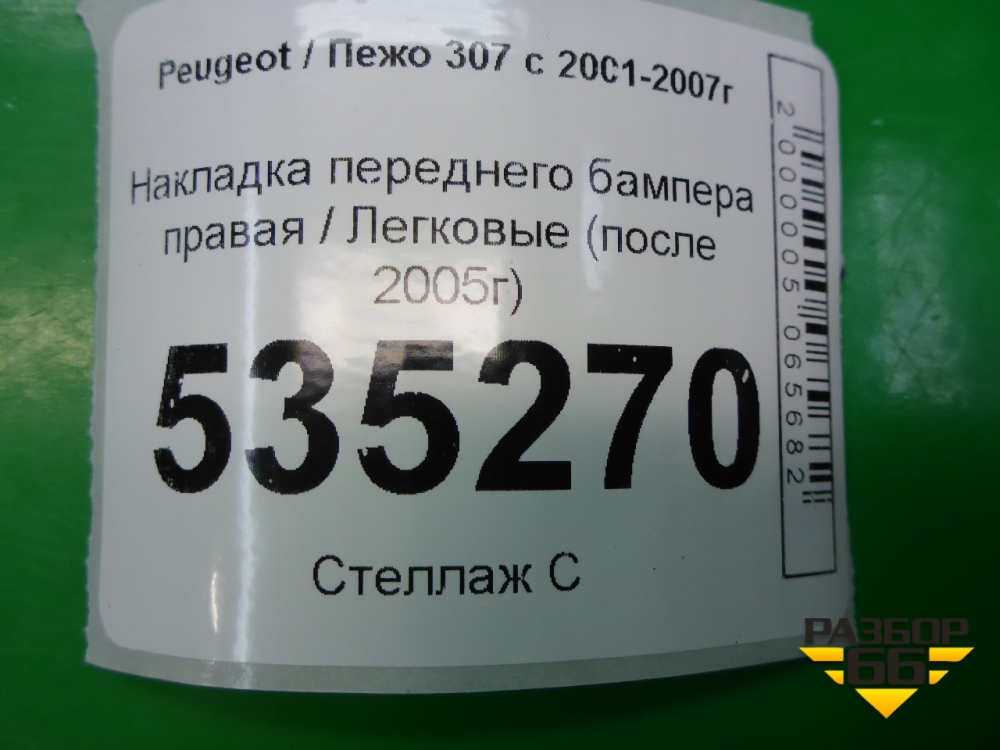 Peugeot / Пежо 307 с 2001-2007г
Накладка переднего бампера
правая / Легковые (после
2005г)
535270
Стеллаж С
2000005065682
РАЗБОР
66